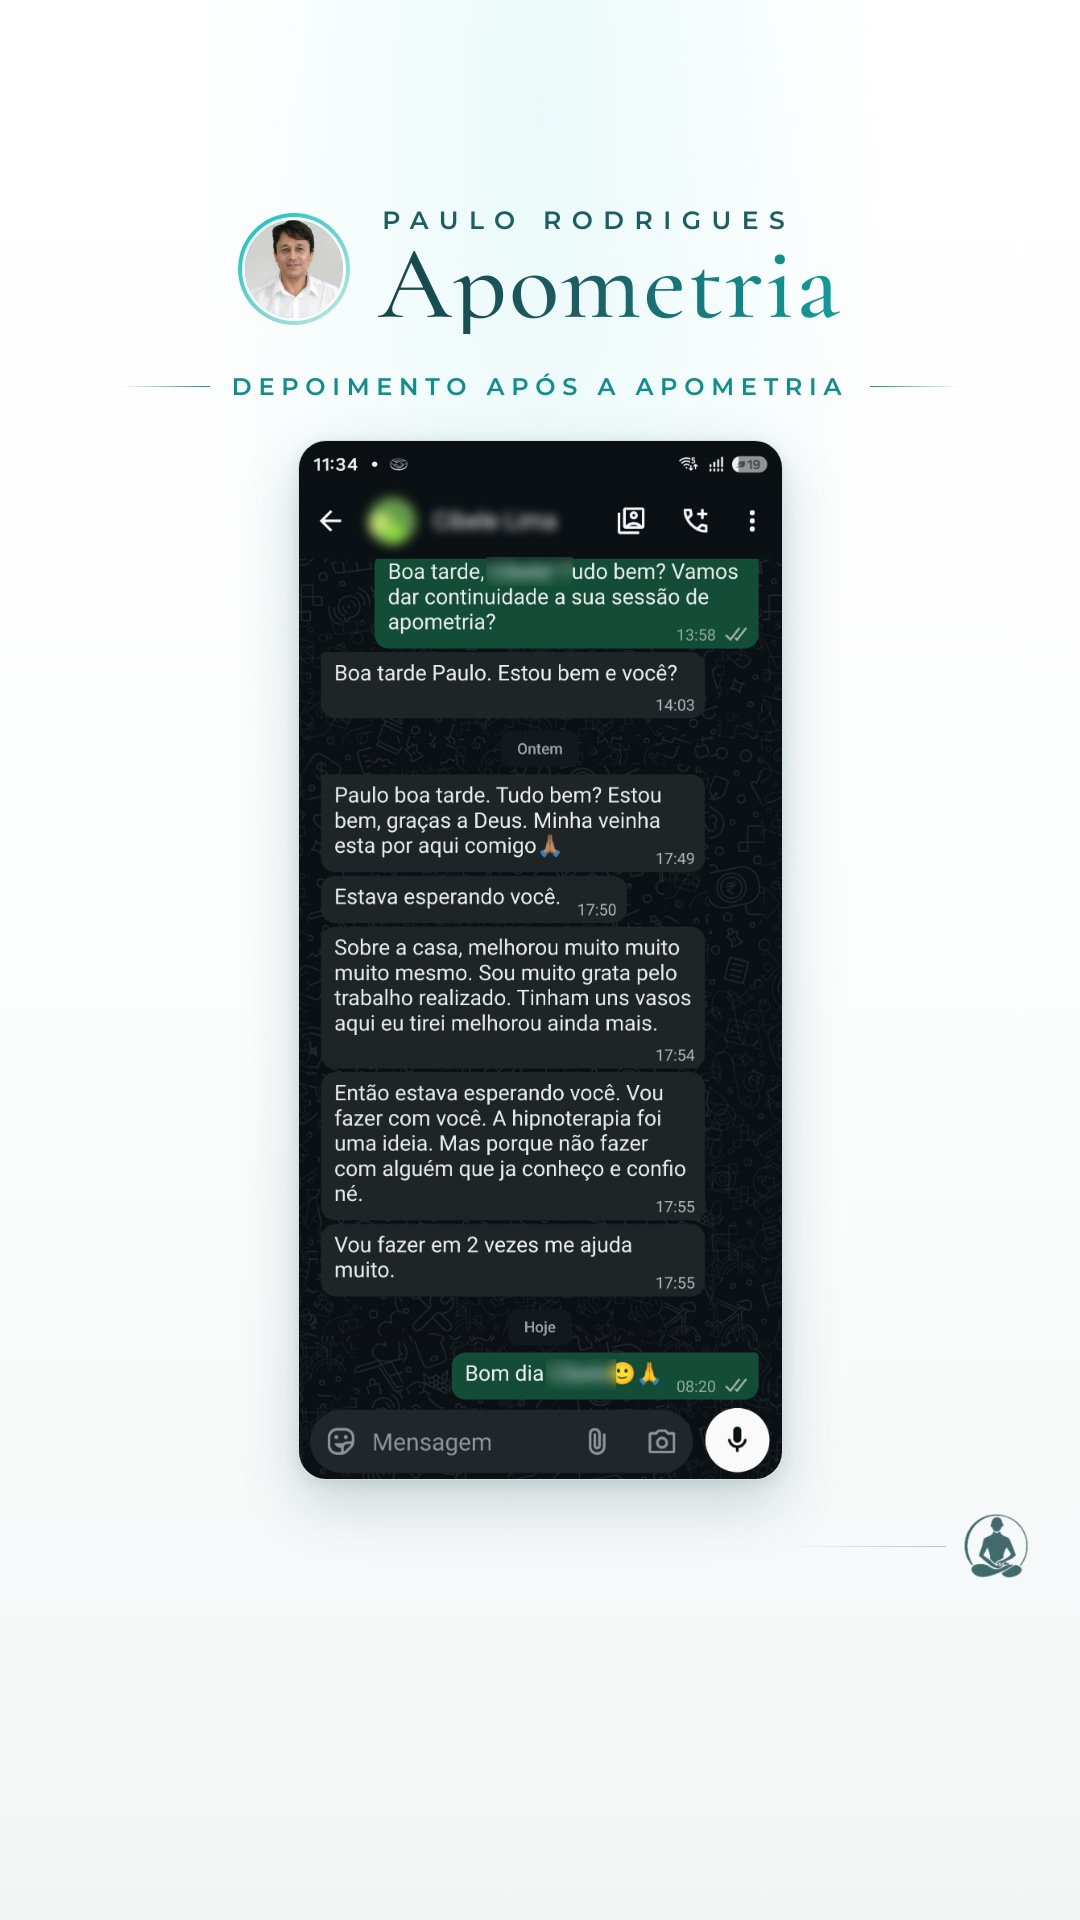 PAULO RODRIGUES
Apometria
DEPOIMENTO APÓS A APOMETRIA
11:34
19
Boa tarde, udo bem? Vamos
dar continuidade a sua sessão de
apometria?
13:58
Boa tarde Paulo. Estou bem e você?
14:03
Ontem
Paulo boa tarde. Tudo bem? Estou
bem, graças a Deus. Minha veinha
esta por aqui comigo🙏🏽
17:49
Estava esperando você.
17:50
Sobre a casa, melhorou muito muito
muito mesmo. Sou muito grata pelo
trabalho realizado. Tinham uns vasos
aqui eu tirei melhorou ainda mais.
17:54
Então estava esperando você. Vou
fazer com você. A hipnoterapia foi
uma ideia. Mas porque não fazer
com alguém que ja conheço e confio
né.
17:55
Vou fazer em 2 vezes me ajuda
muito.
17:55
Hoje
Bom dia 🙂🙏
08:20
Mensagem